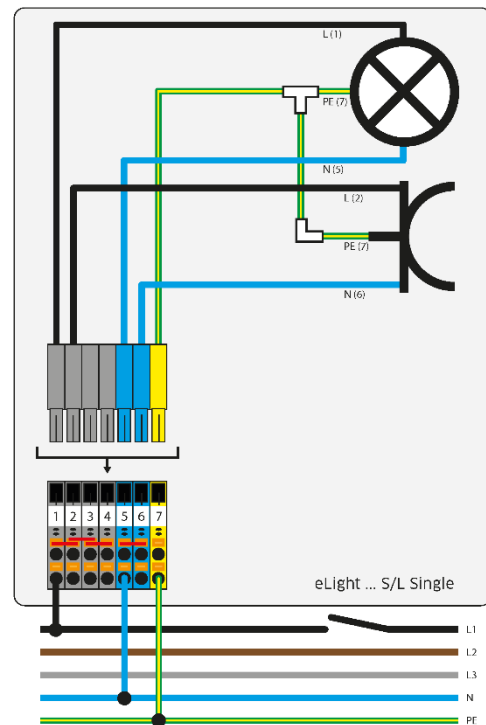 L (1)
PE (7)
N (5)
L (2)
PE (7)
N (6)
1 2 3 4 5 6 7
eLight ... S/L Single
L1
L2
L3
N
PE